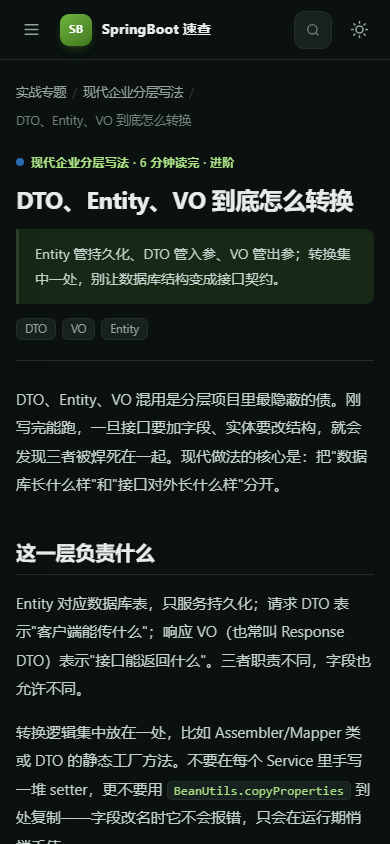 SB SpringBoot 速查
实战专题 / 现代企业分层写法 /
DTO、Entity、VO 到底怎么转换
现代企业分层写法 · 6 分钟读完 · 进阶
DTO、Entity、VO 到底怎么转换
Entity 管持久化、DTO 管入参、VO 管出参；转换集
中一处，别让数据库结构变成接口契约。
DTO VO Entity
DTO、Entity、VO 混用是分层项目里最隐蔽的债。刚
写完能跑，一旦接口要加字段、实体要改结构，就会
发现三者被焊死在一起。现代做法的核心是：把"数据
库长什么样"和"接口对外长什么样"分开。
这一层负责什么
Entity 对应数据库表，只服务持久化；请求 DTO 表
示"客户端能传什么"；响应 VO（也常叫 Response
DTO）表示"接口能返回什么"。三者职责不同，字段也
允许不同。
转换逻辑集中放在一处，比如 Assembler/Mapper 类
或 DTO 的静态工厂方法。不要在每个 Service 里手写
一堆 setter，更不要用 BeanUtils.copyProperties 到
处复制——字段改名时它不会报错，只会在运行期悄